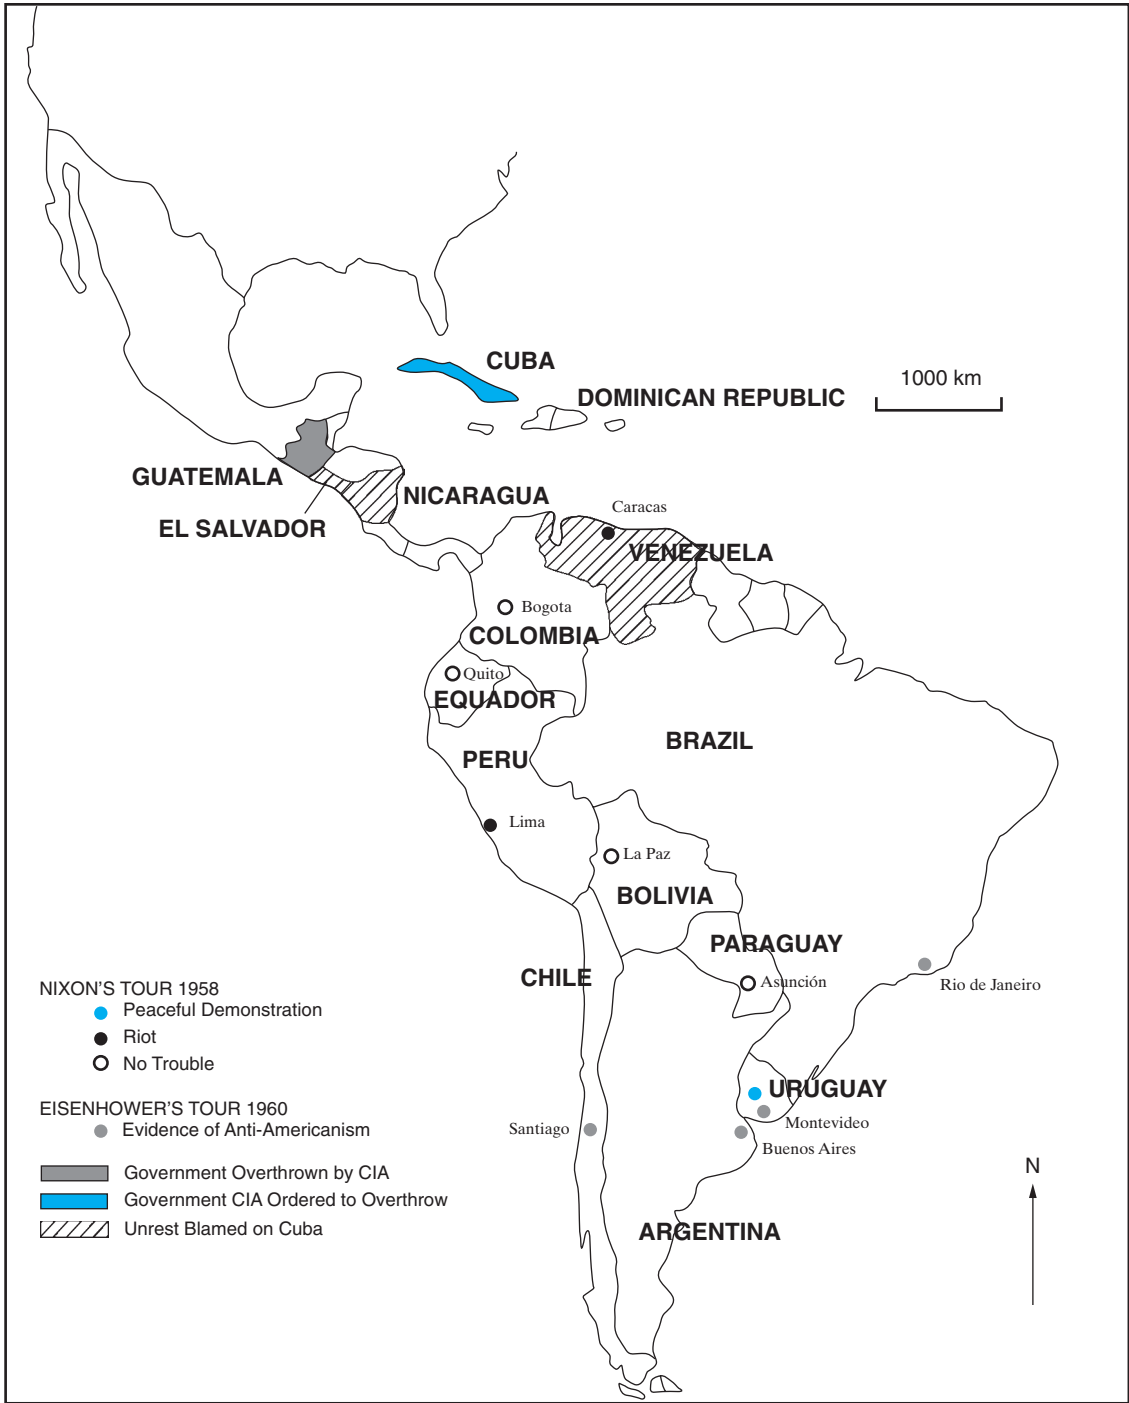 CUBA
1000 km
DOMINICAN REPUBLIC
GUATEMALA
NICARAGUA
EL SALVADOR
Caracas
VENEZUELA
Bogota
COLOMBIA
Quito
EQUADOR
BRAZIL
PERU
Lima
La Paz
BOLIVIA
PARAGUAY
CHILE
Asunción
Rio de Janeiro
NIXON'S TOUR 1958
Peaceful Demonstration
Riot
No Trouble
URUGUAY
EISENHOWER'S TOUR 1960
Evidence of Anti-Americanism
Santiago
Montevideo
Buenos Aires
Government Overthrown by CIA
N
Government CIA Ordered to Overthrow
Unrest Blamed on Cuba
ARGENTINA